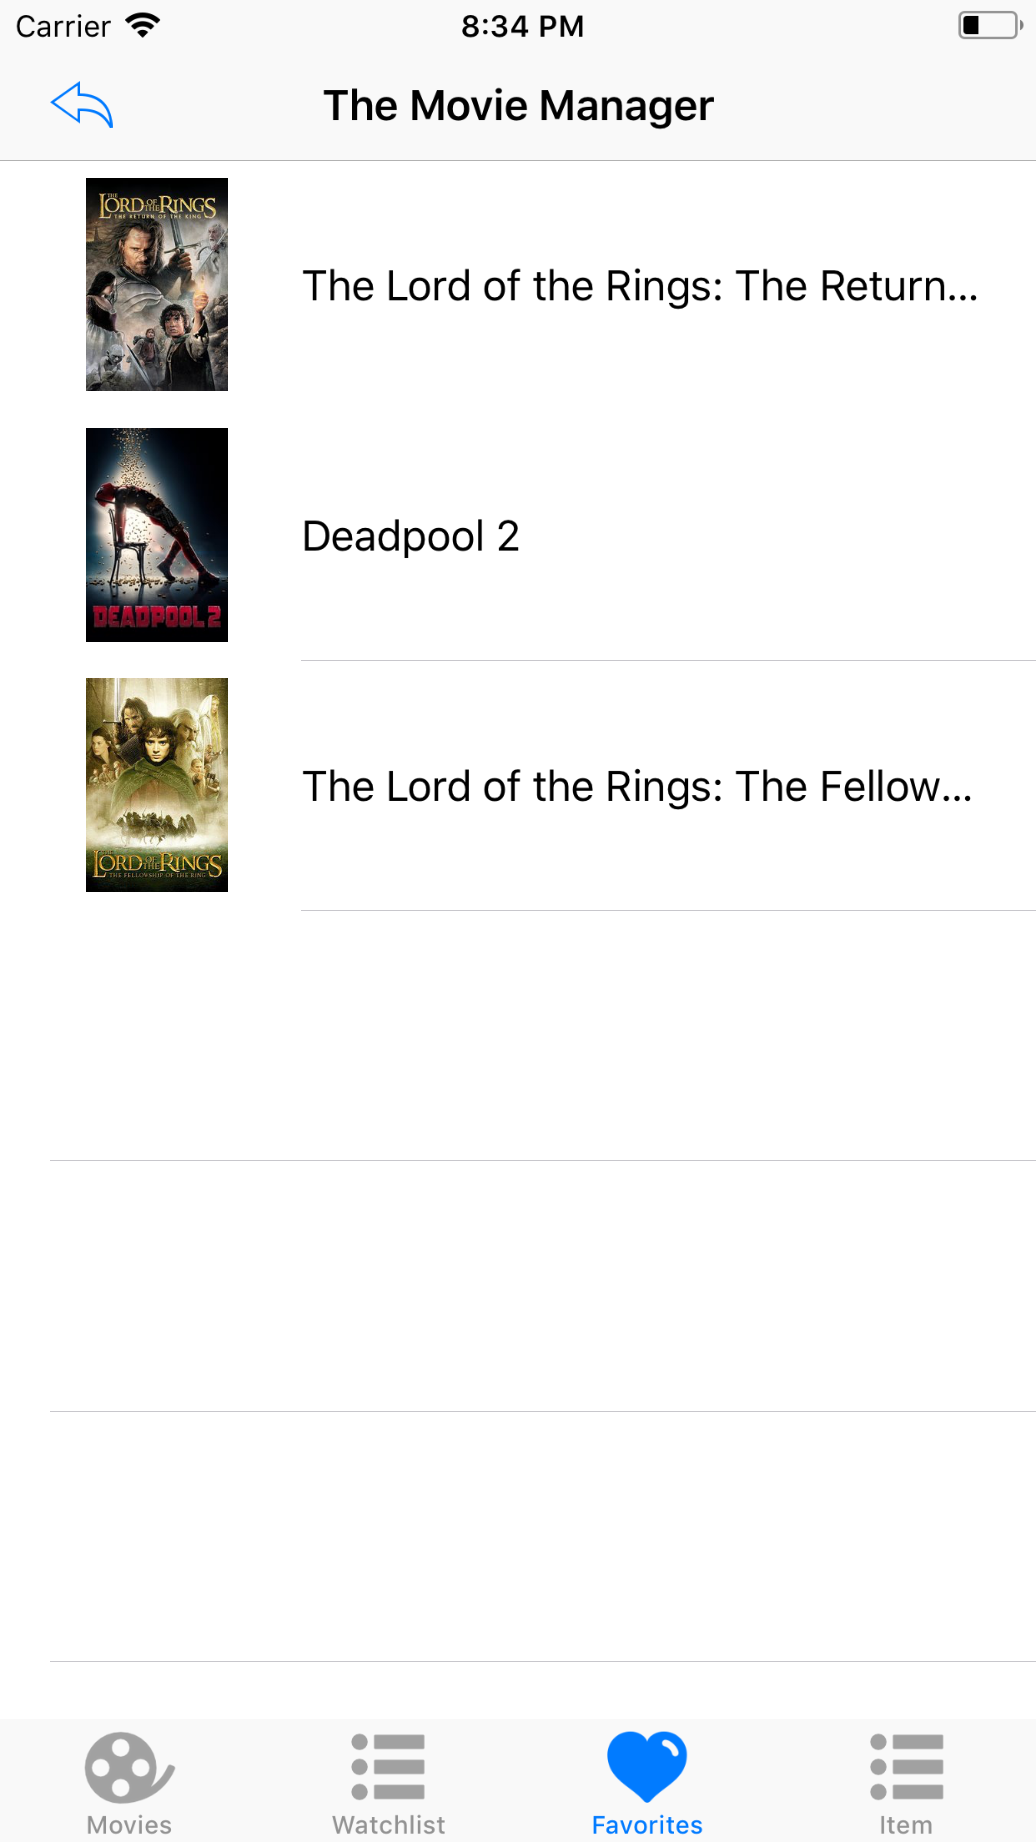 Carrier
8:34 PM
The Movie Manager
THE
LORD OF THE RINGS
THE RETURN OF THE KING
The Lord of the Rings: The Return...
DEADPOOL 2
Deadpool 2
THE
LORD OF THE RINGS
THE FELLOWSHIP OF THE RING
The Lord of the Rings: The Fellow...
Movies
Watchlist
Favorites
Item